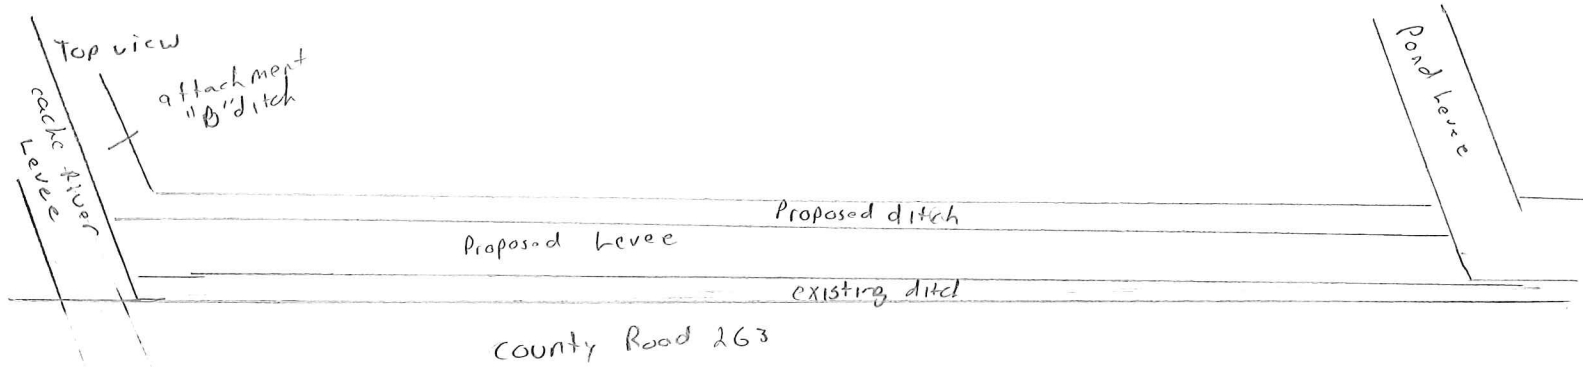 Top view
attachment
"B" ditch
Cache River
Levee
Pond Levee
Proposed ditch
Proposed Levee
existing ditch
County Road 263